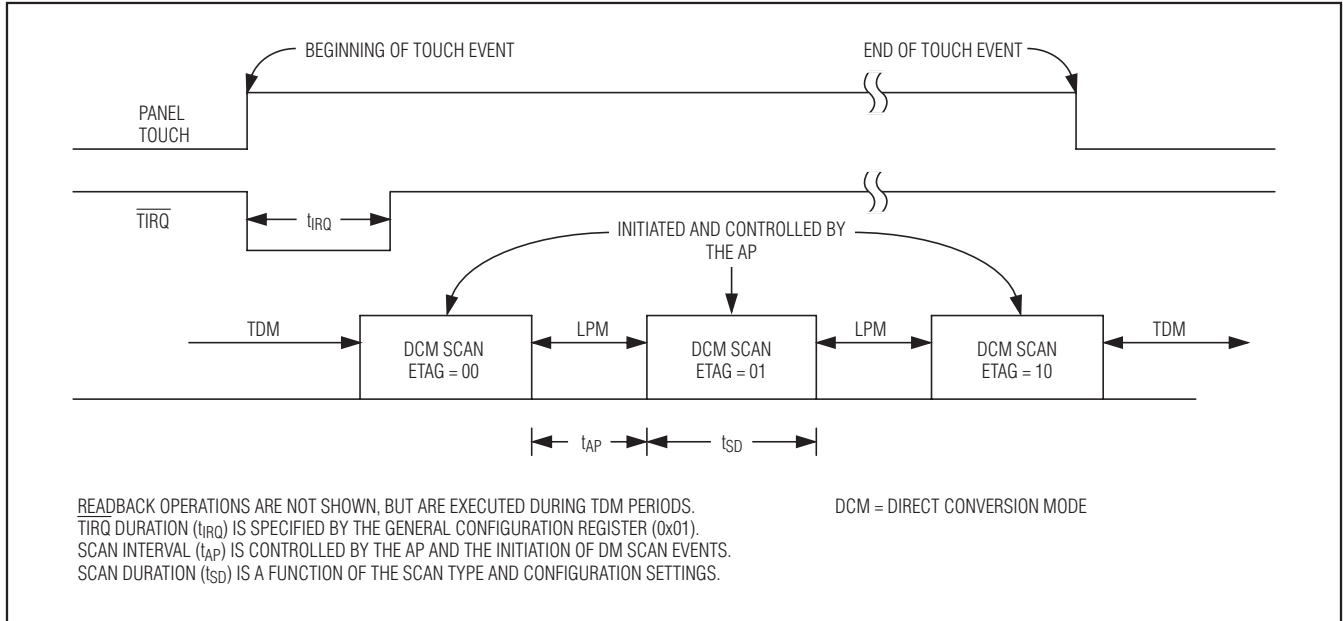 BEGINNING OF TOUCH EVENT
END OF TOUCH EVENT
PANEL
TOUCH
TIRQ
tIRQ
INITIATED AND CONTROLLED BY
THE AP
TDM
DCM SCAN
ETAG = 00
LPM
DCM SCAN
ETAG = 01
LPM
DCM SCAN
ETAG = 10
TDM
tAP
tSD
READBACK OPERATIONS ARE NOT SHOWN, BUT ARE EXECUTED DURING TDM PERIODS.
TIRQ DURATION (tIRQ) IS SPECIFIED BY THE GENERAL CONFIGURATION REGISTER (0x01).
SCAN INTERVAL (tAP) IS CONTROLLED BY THE AP AND THE INITIATION OF DM SCAN EVENTS.
SCAN DURATION (tSD) IS A FUNCTION OF THE SCAN TYPE AND CONFIGURATION SETTINGS.
DCM = DIRECT CONVERSION MODE